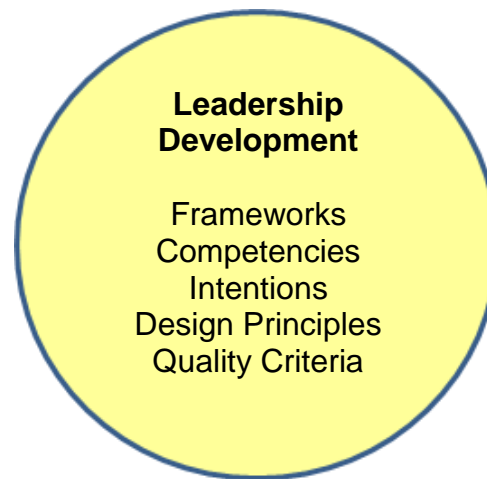 Leadership
Development
Frameworks
Competencies
Intentions
Design Principles
Quality Criteria